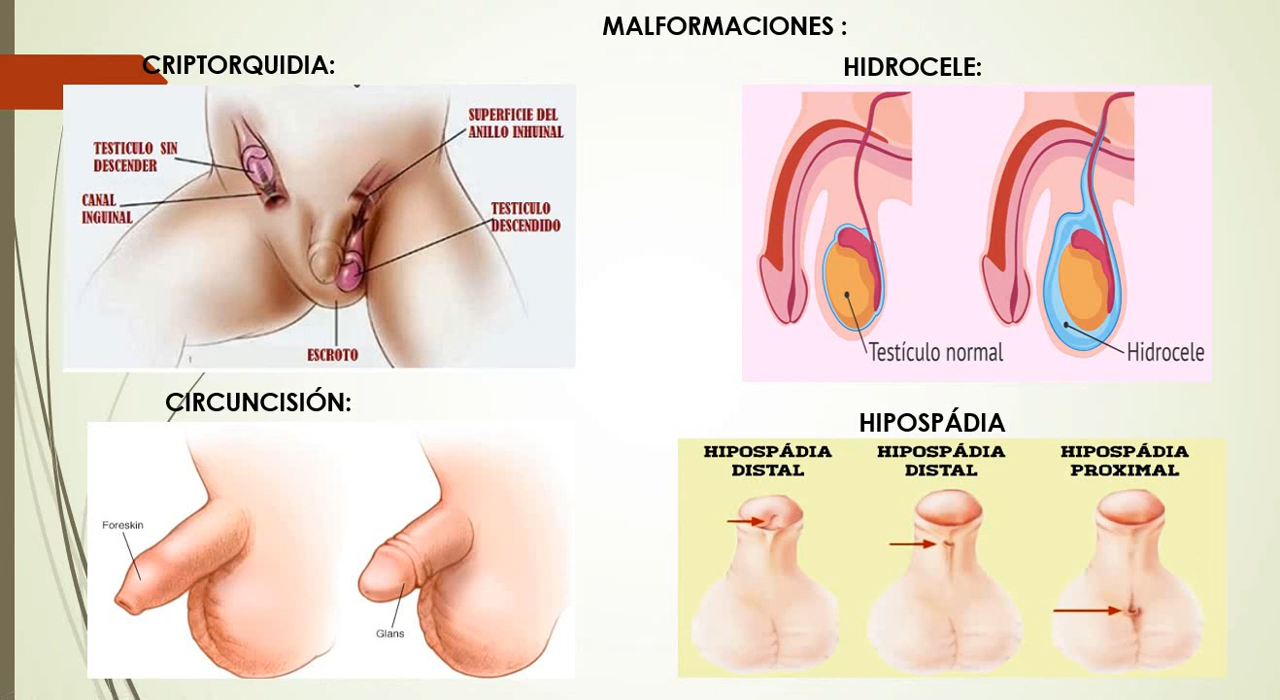 MALFORMACIONES :
CRIPTORQUIDIA:
TESTICULO SIN
DESCENDER
CANAL
INGUINAL
SUPERFICIE DEL
ANILLO INHUINAL
TESTICULO
DESCENDIDO
ESCROTO
HIDROCELE:
Testículo normal
Hidrocele
CIRCUNCISIÓN:
Foreskin
Glans
HIPOSPÁDIA
HIPOSPÁDIA
DISTAL
HIPOSPÁDIA
DISTAL
HIPOSPÁDIA
PROXIMAL